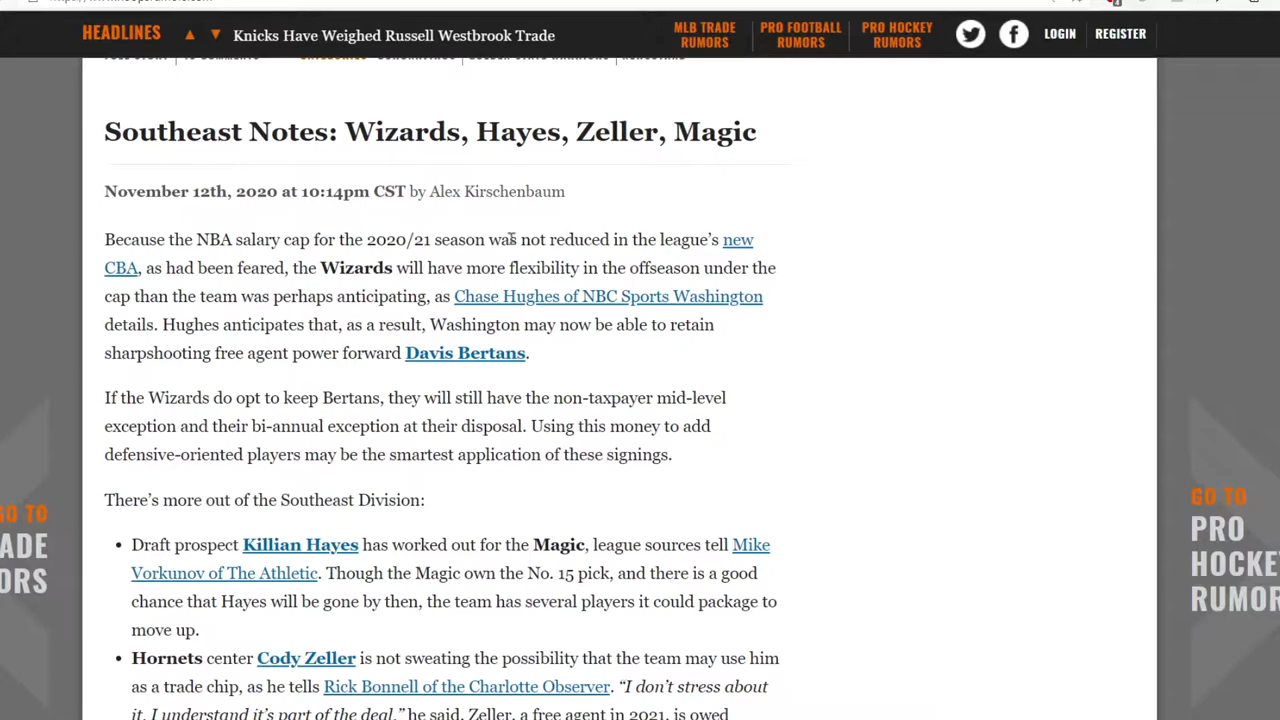 HEADLINES Knicks Have Weighed Russell Westbrook Trade
MLB TRADE RUMORS
PRO FOOTBALL RUMORS
PRO HOCKEY RUMORS
LOGIN REGISTER
Southeast Notes: Wizards, Hayes, Zeller, Magic
November 12th, 2020 at 10:14pm CST by Alex Kirschenbaum
Because the NBA salary cap for the 2020/21 season was not reduced in the league's new
CBA, as had been feared, the Wizards will have more flexibility in the offseason under the
cap than the team was perhaps anticipating, as Chase Hughes of NBC Sports Washington
details. Hughes anticipates that, as a result, Washington may now be able to retain
sharpshooting free agent power forward Davis Bertans.
If the Wizards do opt to keep Bertans, they will still have the non-taxpayer mid-level
exception and their bi-annual exception at their disposal. Using this money to add
defensive-oriented players may be the smartest application of these signings.
There's more out of the Southeast Division:
• Draft prospect Killian Hayes has worked out for the Magic, league sources tell Mike
Vorkunov of The Athletic. Though the Magic own the No. 15 pick, and there is a good
chance that Hayes will be gone by then, the team has several players it could package to
move up.
• Hornets center Cody Zeller is not sweating the possibility that the team may use him
as a trade chip, as he tells Rick Bonnell of the Charlotte Observer. “I don't stress about
it. I understand it's part of the deal,” he said. Zeller, a free agent in 2021, is owed
GO TO
ADE
ORS
GO TO
PRO
HOCKE
RUMOR